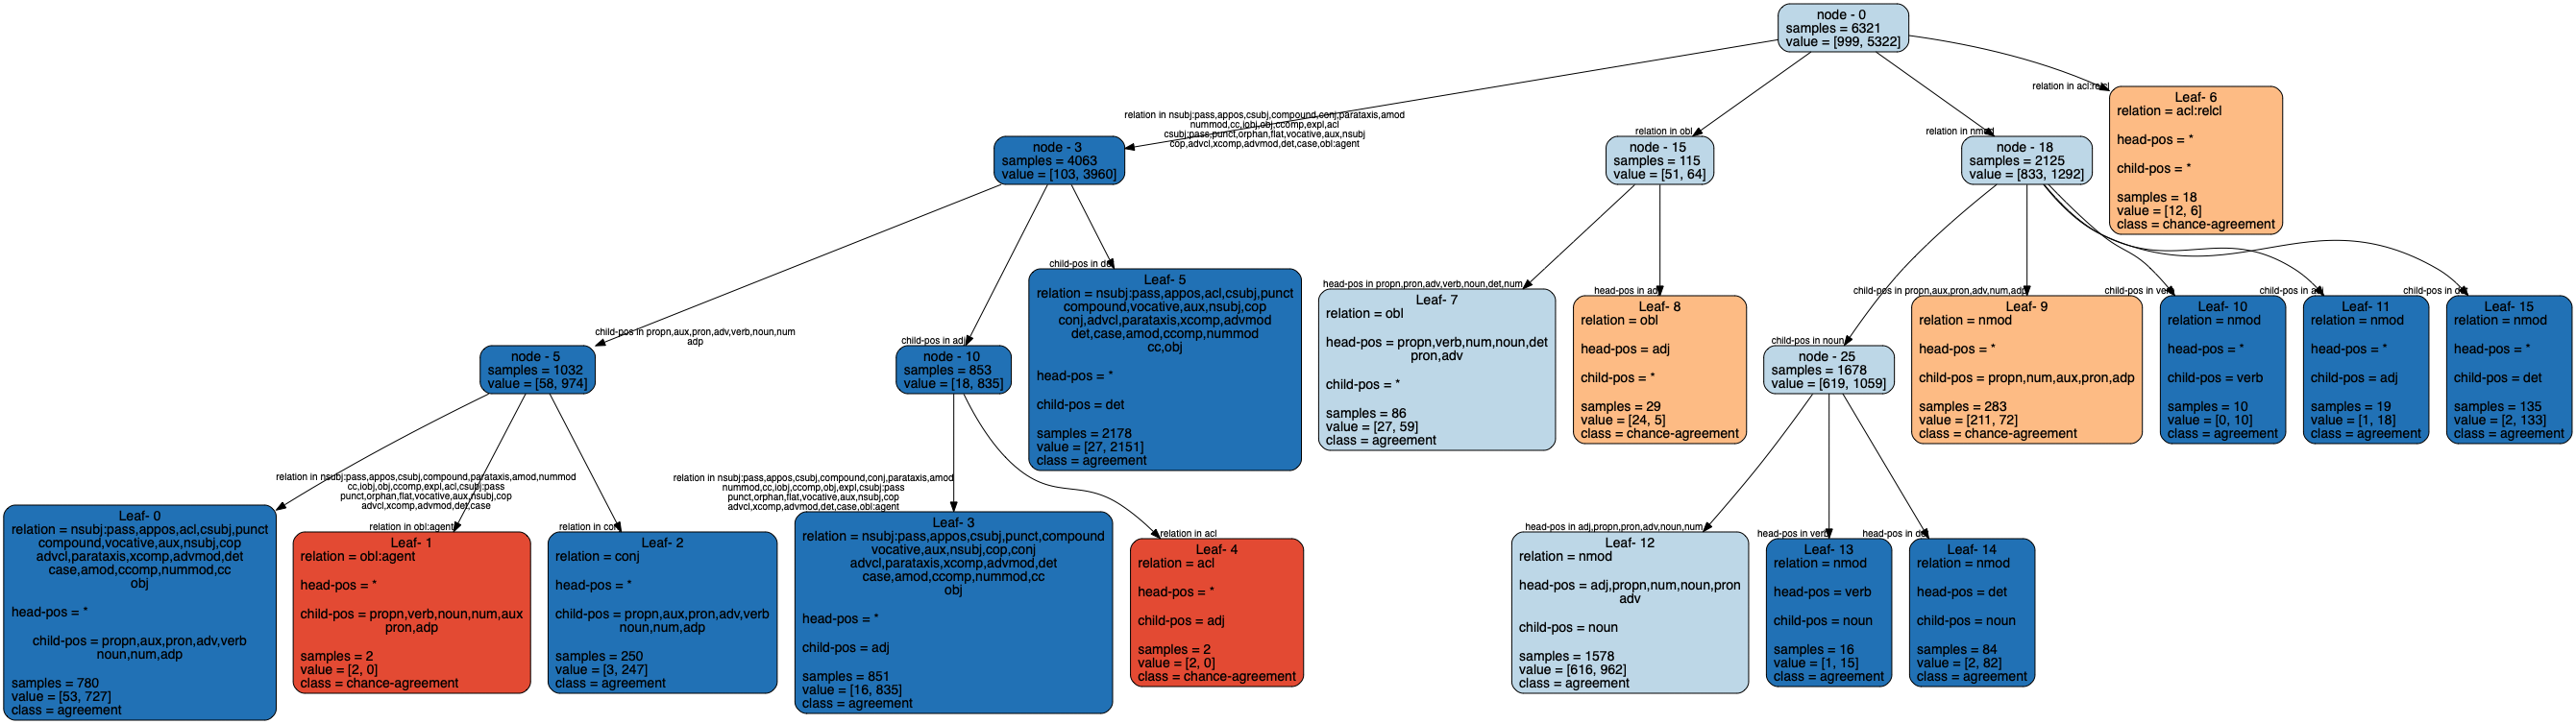 node - 0
samples = 6321
value = [999, 5322]
relation in acl:relcl
Leaf- 6
relation = acl:relcl
head-pos = *
child-pos = *
samples = 18
value = [12, 6]
class = chance-agreement
relation in nsubj:pass,appos,csubj,compound,conj,parataxis,amod
nummod,cc,iobj,obj,ccomp,expl,acl
csubj:pass,punct,orphan,flat,vocative,aux,nsubj
cop,advcl,xcomp,advmod,det,case,obl:agent
node - 3
samples = 4063
value = [103, 3960]
relation in obl
node - 15
samples = 115
value = [51, 64]
relation in nmod
node - 18
samples = 2125
value = [833, 1292]
child-pos in propn,aux,pron,adv,verb,noun,num
adp
node - 5
samples = 1032
value = [58, 974]
child-pos in adj
node - 10
samples = 853
value = [18, 835]
child-pos in det
Leaf- 5
relation = nsubj:pass,appos,acl,csubj,punct
compound,vocative,aux,nsubj,cop
conj,advcl,parataxis,xcomp,advmod
det,case,amod,ccomp,nummod
cc,obj
head-pos = *
child-pos = det
samples = 2178
value = [27, 2151]
class = agreement
head-pos in propn,pron,adv,verb,noun,det,num
Leaf- 7
relation = obl
head-pos = propn,verb,num,noun,det
pron,adv
child-pos = *
samples = 86
value = [27, 59]
class = agreement
head-pos in adj
Leaf- 8
relation = obl
head-pos = adj
child-pos = *
samples = 29
value = [24, 5]
class = chance-agreement
child-pos in noun
node - 25
samples = 1678
value = [619, 1059]
child-pos in propn,aux,pron,adv,num,adp
Leaf- 9
relation = nmod
head-pos = *
child-pos = propn,num,aux,pron,adp
samples = 283
value = [211, 72]
class = chance-agreement
child-pos in verb
Leaf- 10
relation = nmod
head-pos = *
child-pos = verb
samples = 10
value = [0, 10]
class = agreement
child-pos in adj
Leaf- 11
relation = nmod
head-pos = *
child-pos = adj
samples = 19
value = [1, 18]
class = agreement
child-pos in det
Leaf- 15
relation = nmod
head-pos = *
child-pos = det
samples = 135
value = [2, 133]
class = agreement
relation in nsubj:pass,appos,csubj,compound,parataxis,amod,nummod
cc,iobj,obj,ccomp,expl,acl,csubj:pass
punct,orphan,flat,vocative,aux,nsubj,cop
advcl,xcomp,advmod,det,case
Leaf- 0
relation = nsubj:pass,appos,acl,csubj,punct
compound,vocative,aux,nsubj,cop
advcl,parataxis,xcomp,advmod,det
case,amod,ccomp,nummod,cc
obj
head-pos = *
child-pos = propn,aux,pron,adv,verb
noun,num,adp
samples = 780
value = [53, 727]
class = agreement
relation in obl:agent
Leaf- 1
relation = obl:agent
head-pos = *
child-pos = propn,verb,noun,num,aux
pron,adp
samples = 2
value = [2, 0]
class = chance-agreement
relation in conj
Leaf- 2
relation = conj
head-pos = *
child-pos = propn,aux,pron,adv,verb
noun,num,adp
samples = 250
value = [3, 247]
class = agreement
relation in nsubj:pass,appos,csubj,compound,conj,parataxis,amod
nummod,cc,iobj,ccomp,obj,expl,csubj:pass
punct,orphan,flat,vocative,aux,nsubj,cop
advcl,xcomp,advmod,det,case,obl:agent
Leaf- 3
relation = nsubj:pass,appos,csubj,punct,compound
vocative,aux,nsubj,cop,conj
advcl,parataxis,xcomp,advmod,det
case,amod,ccomp,nummod,cc
obj
head-pos = *
child-pos = adj
samples = 851
value = [16, 835]
class = agreement
relation in acl
Leaf- 4
relation = acl
head-pos = *
child-pos = adj
samples = 2
value = [2, 0]
class = chance-agreement
head-pos in adj,propn,pron,adv,noun,num
Leaf- 12
relation = nmod
head-pos = adj,propn,num,noun,pron
adv
child-pos = noun
samples = 1578
value = [616, 962]
class = agreement
head-pos in verb
Leaf- 13
relation = nmod
head-pos = verb
child-pos = noun
samples = 16
value = [1, 15]
class = agreement
head-pos in det
Leaf- 14
relation = nmod
head-pos = det
child-pos = noun
samples = 84
value = [2, 82]
class = agreement